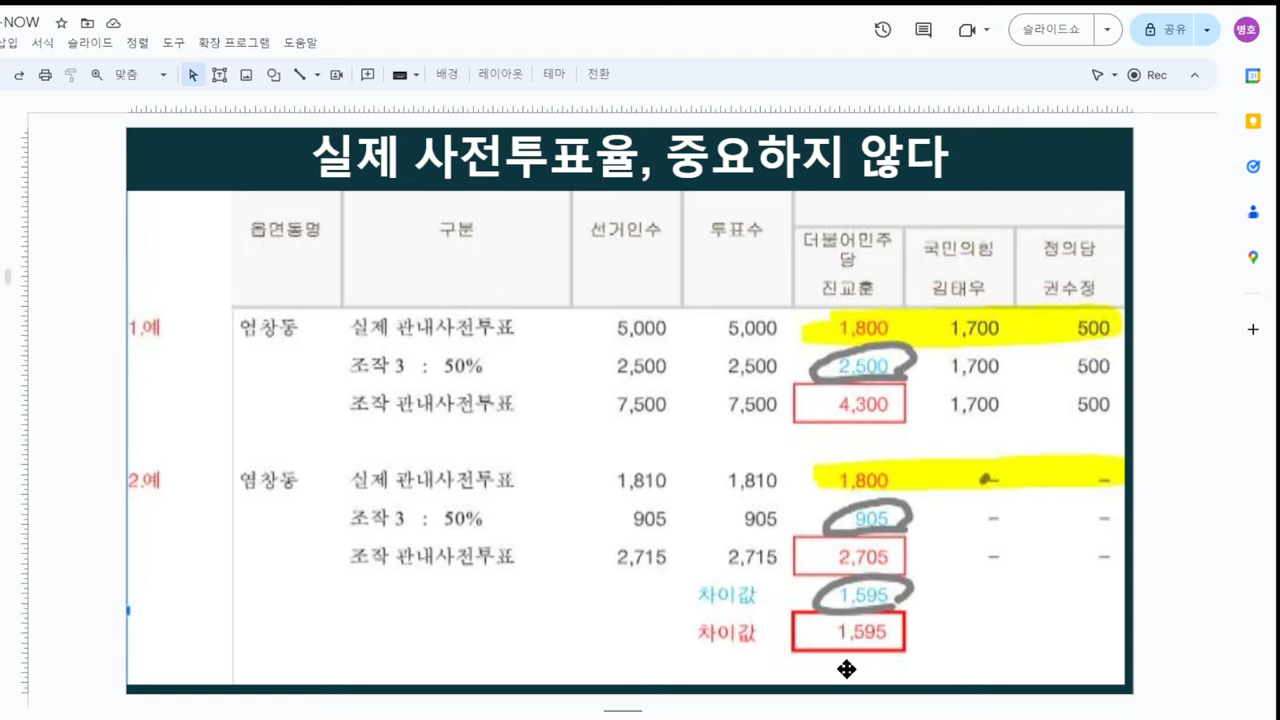 -NOW
삽입 서식 슬라이드 정렬 도구 확장 프로그램 도움말
슬라이드쇼
공유
병호
맞춤
배경 레이아웃 테마 전환
Rec
31
실제 사전투표율, 중요하지 않다
읍면동명 구분 선거인수 투표수
더불어민주당 진교훈
국민의힘 김태우
정의당 권수정
1.예 염창동 실제 관내사전투표 5,000 5,000 1,800 1,700 500
조작 3 : 50% 2,500 2,500 2,500 1,700 500
조작 관내사전투표 7,500 7,500 4,300 1,700 500
2.예 염창동 실제 관내사전투표 1,810 1,810 1,800 – –
조작 3 : 50% 905 905 905 – –
조작 관내사전투표 2,715 2,715 2,705 – –
차이값 1,595
차이값 1,595